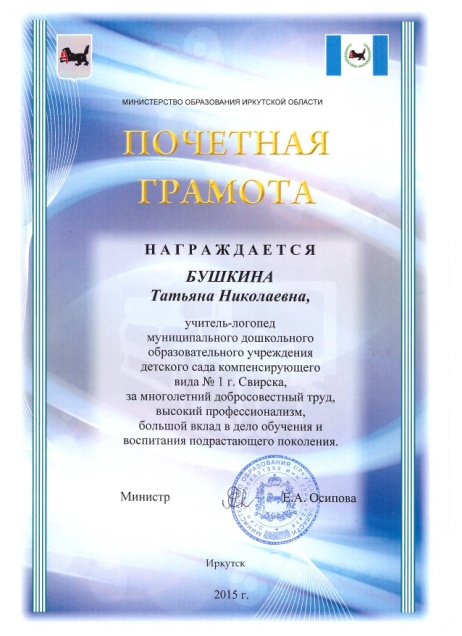 МИНИСТЕРСТВО ОБРАЗОВАНИЯ ИРКУТСКОЙ ОБЛАСТИ
ПОЧЕТНАЯ
ГРАМОТА
НАГРАЖДАЕТСЯ
БУШКИНА
Татьяна Николаевна,
учитель-логопед
муниципального дошкольного
образовательного учреждения
детского сада компенсирующего
вида № 1 г. Свирска,
за многолетний добросовестный труд,
высокий профессионализм,
большой вклад в дело обучения и
воспитания подрастающего поколения.
Министр Е.А. Осипова
Иркутск
2015 г.